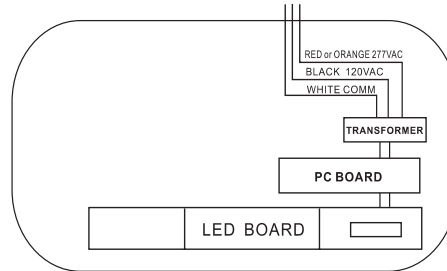 RED or ORANGE 277VAC
BLACK 120VAC
WHITE COMM
TRANSFORMER
PC BOARD
LED BOARD